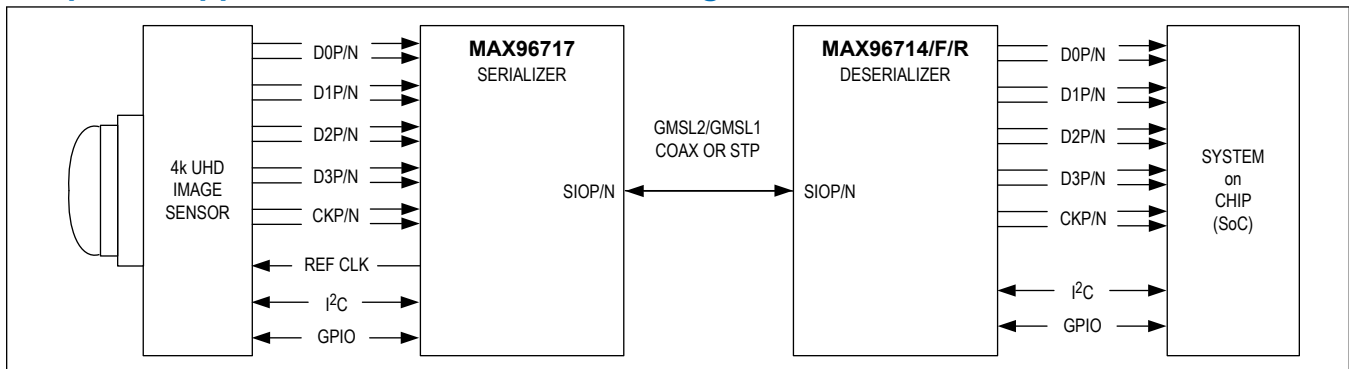 D0P/N
D1P/N
D2P/N
D3P/N
CKP/N
REF CLK
I²C
GPIO
4k UHD
IMAGE
SENSOR
MAX96717
SERIALIZER
SIOP/N
GMSL2/GMSL1
COAX OR STP
MAX96714/F/R
DESERIALIZER
SIOP/N
D0P/N
D1P/N
D2P/N
D3P/N
CKP/N
I²C
GPIO
SYSTEM
on
CHIP
(SoC)